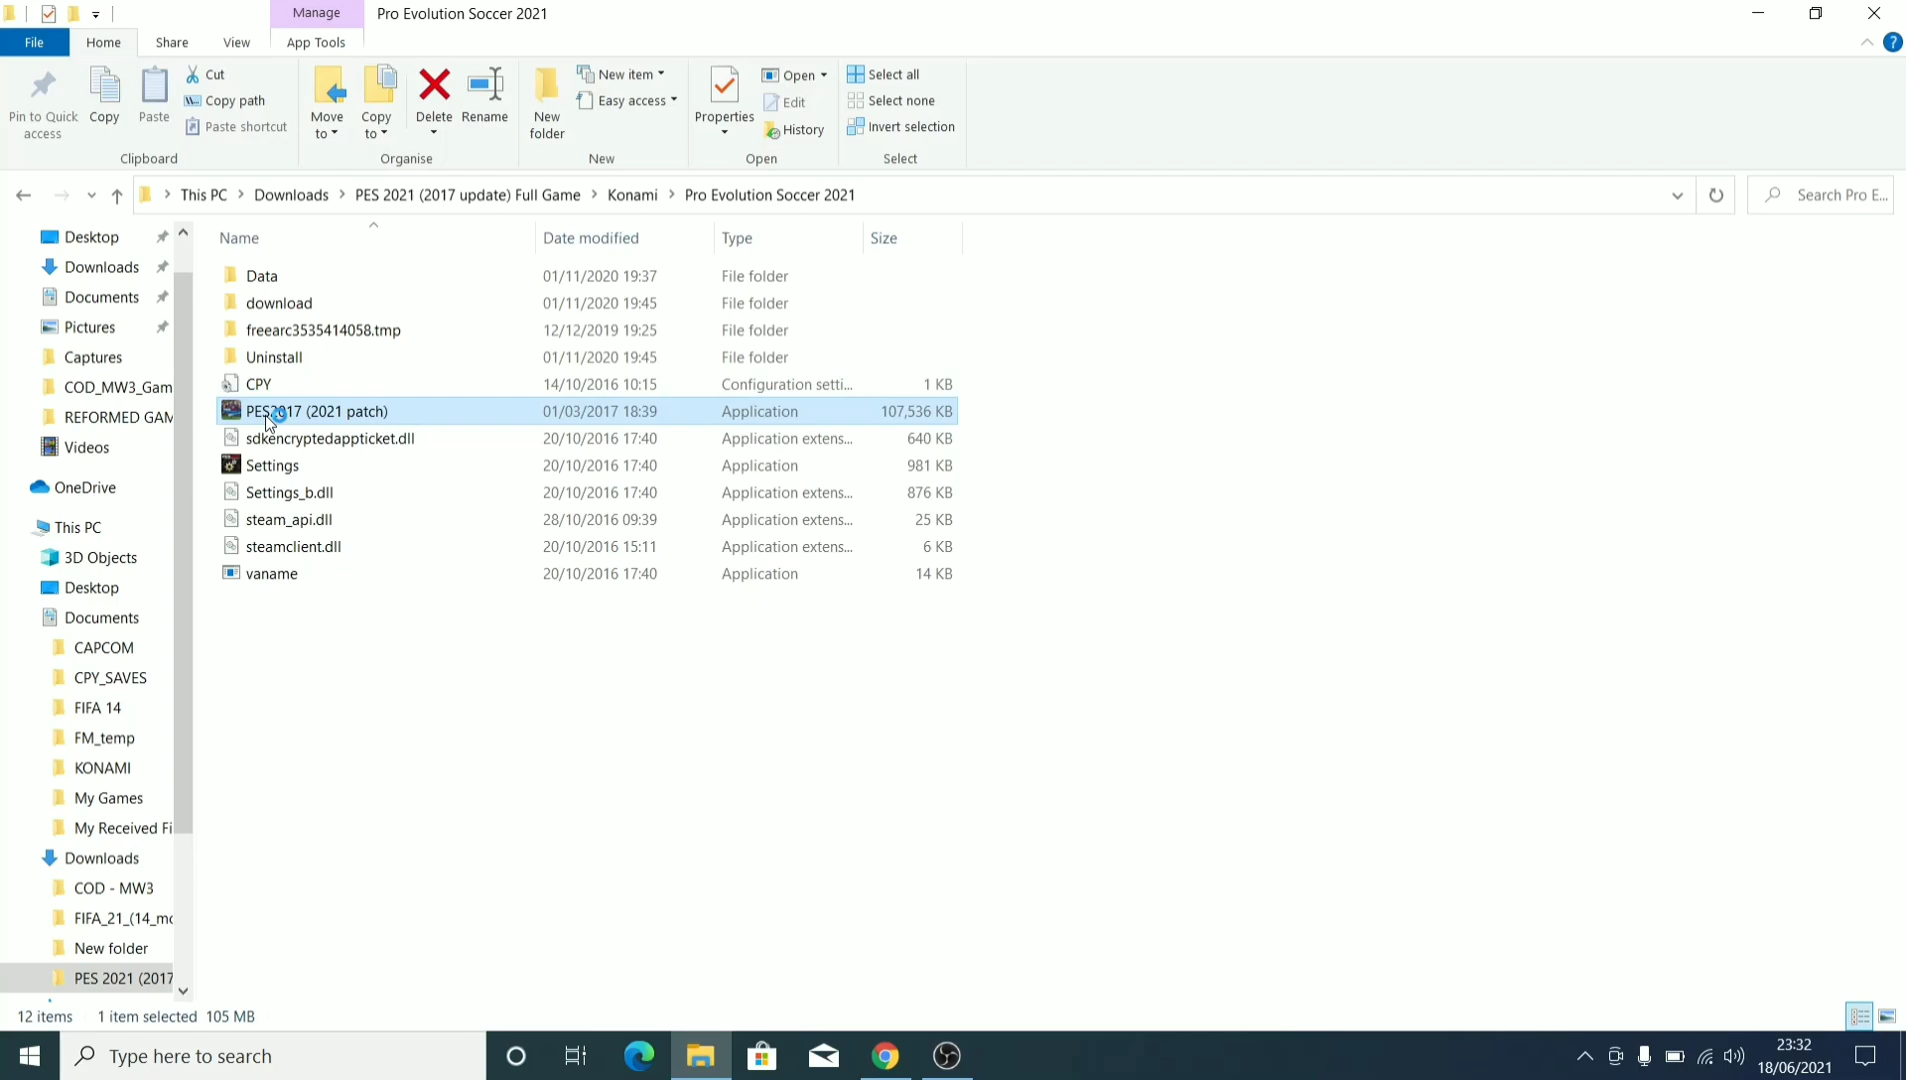 Manage
Pro Evolution Soccer 2021
File
Home
Share
View
App Tools
Pin to Quick access
Copy
Paste
Cut
Copy path
Paste shortcut
Clipboard
Move to
Copy to
Delete
Rename
Organise
New folder
New item
Easy access
New
Properties
Open
Edit
History
Open
Select all
Select none
Invert selection
Select
This PC > Downloads > PES 2021 (2017 update) Full Game > Konami > Pro Evolution Soccer 2021
Search Pro E...
Desktop
Downloads
Documents
Pictures
Captures
COD_MW3_Gam
REFORMED GAM
Videos
OneDrive
This PC
3D Objects
Desktop
Documents
CAPCOM
CPY_SAVES
FIFA 14
FM_temp
KONAMI
My Games
My Received Fi
Downloads
COD - MW3
FIFA_21_(14_mo
New folder
PES 2021 (2017
Name Date modified Type Size
Data 01/11/2020 19:37 File folder
download 01/11/2020 19:45 File folder
freearc3535414058.tmp 12/12/2019 19:25 File folder
Uninstall 01/11/2020 19:45 File folder
CPY 14/10/2016 10:15 Configuration setti... 1 KB
PES2017 (2021 patch) 01/03/2017 18:39 Application 107,536 KB
sdkencryptedappticket.dll 20/10/2016 17:40 Application extens... 640 KB
Settings 20/10/2016 17:40 Application 981 KB
Settings_b.dll 20/10/2016 17:40 Application extens... 876 KB
steam_api.dll 28/10/2016 09:39 Application extens... 25 KB
steamclient.dll 20/10/2016 15:11 Application extens... 6 KB
vaname 20/10/2016 17:40 Application 14 KB
12 items 1 item selected 105 MB
Type here to search
23:32
18/06/2021